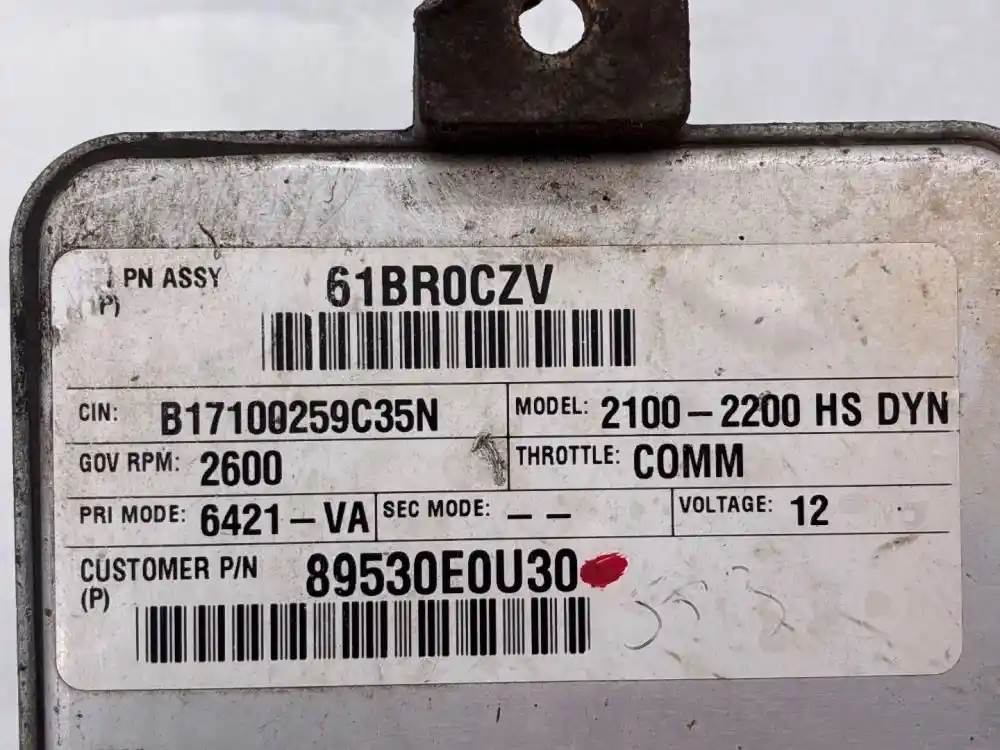 PN ASSY 61BR0CZV
P)
CIN: B17100259C35N MODEL: 2100-2200 HS DYN
GOV RPM: 2600 THROTTLE: COMM
PRI MODE: 6421-VA SEC MODE: -- VOLTAGE: 12
CUSTOMER P/N 89530E0U30
(P)